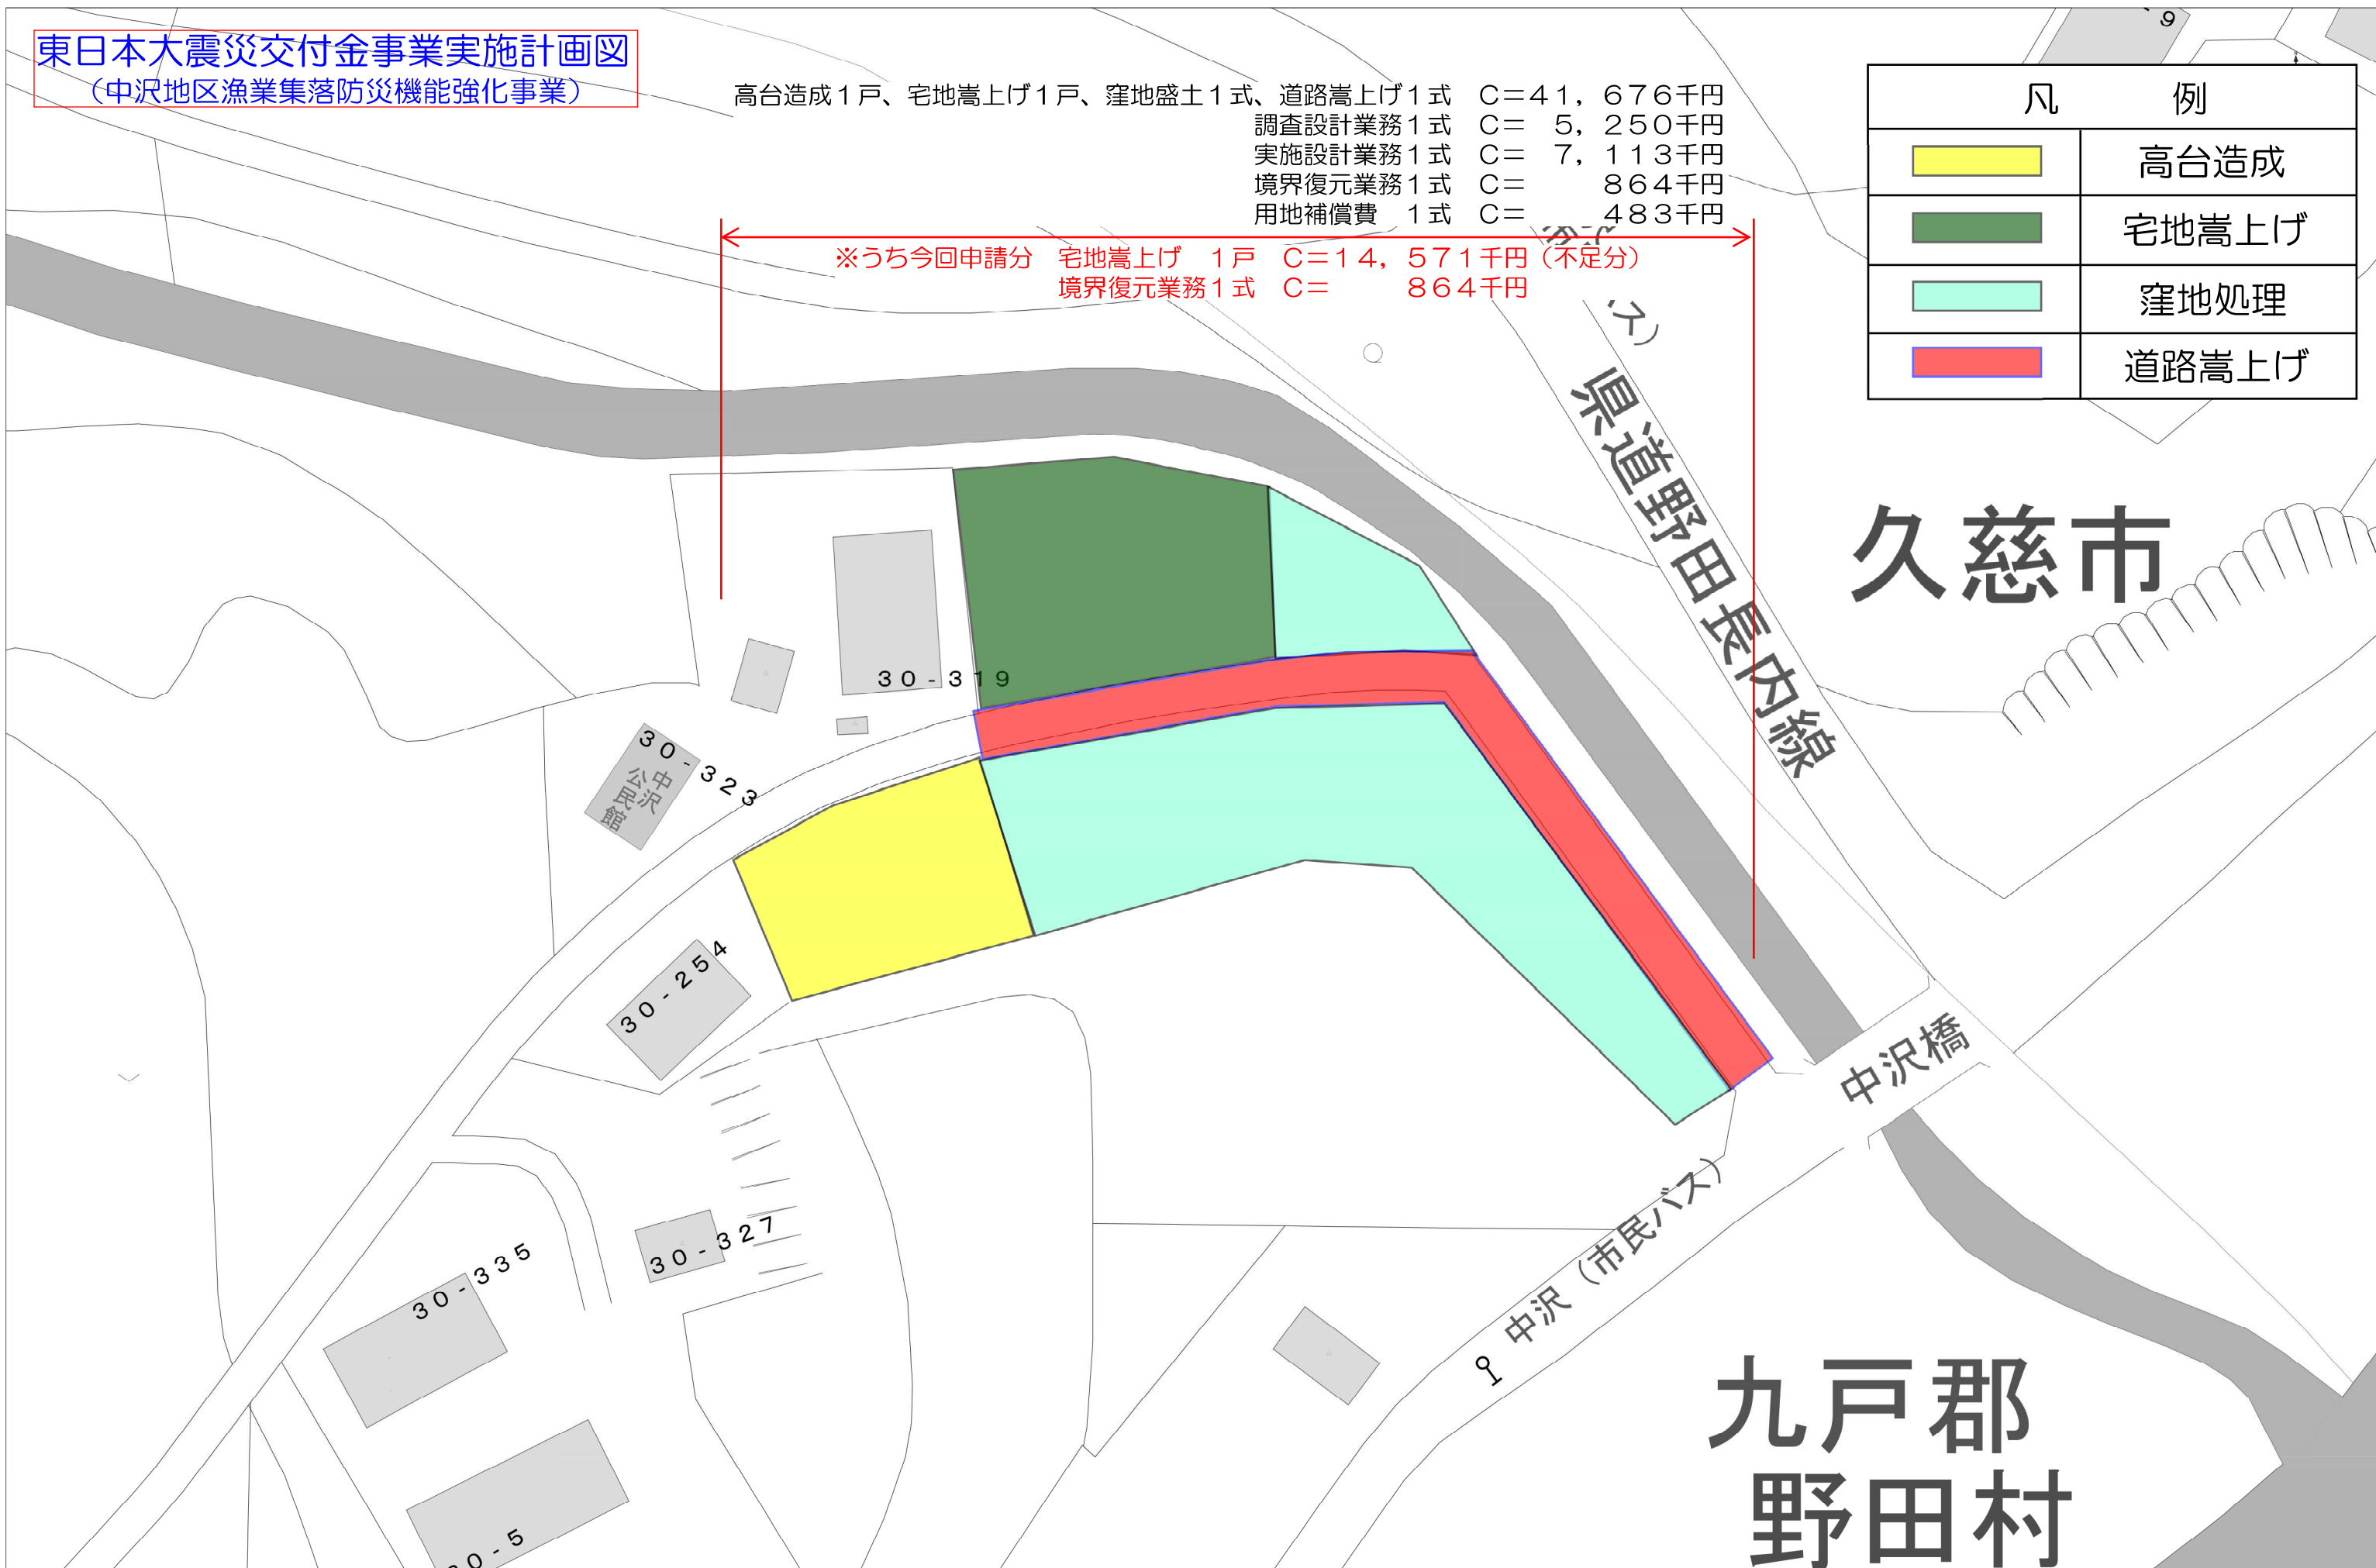 東日本大震災交付金事業実施計画図
（中沢地区漁業集落防災機能強化事業）
高台造成１戸、宅地嵩上げ１戸、窪地盛土１式、道路嵩上げ１式　Ｃ＝４１，６７６千円
調査設計業務１式　Ｃ＝　５，２５０千円
実施設計業務１式　Ｃ＝　７，１１３千円
境界復元業務１式　Ｃ＝　　　８６４千円
用地補償費　１式　Ｃ＝　　　４８３千円
※うち今回申請分　宅地嵩上げ　１戸　Ｃ＝１４，５７１千円（不足分）
境界復元業務１式　Ｃ＝　　　８６４千円
凡　例
高台造成
宅地嵩上げ
窪地処理
道路嵩上げ
９
ス）
県道野田長内線
久慈市
３０-３１９
３０-３２３
中沢
公民館
３０-２５４
中沢橋
中沢（市民バス）
３０-３２７
３０-３３５
０-５
九戸郡
野田村